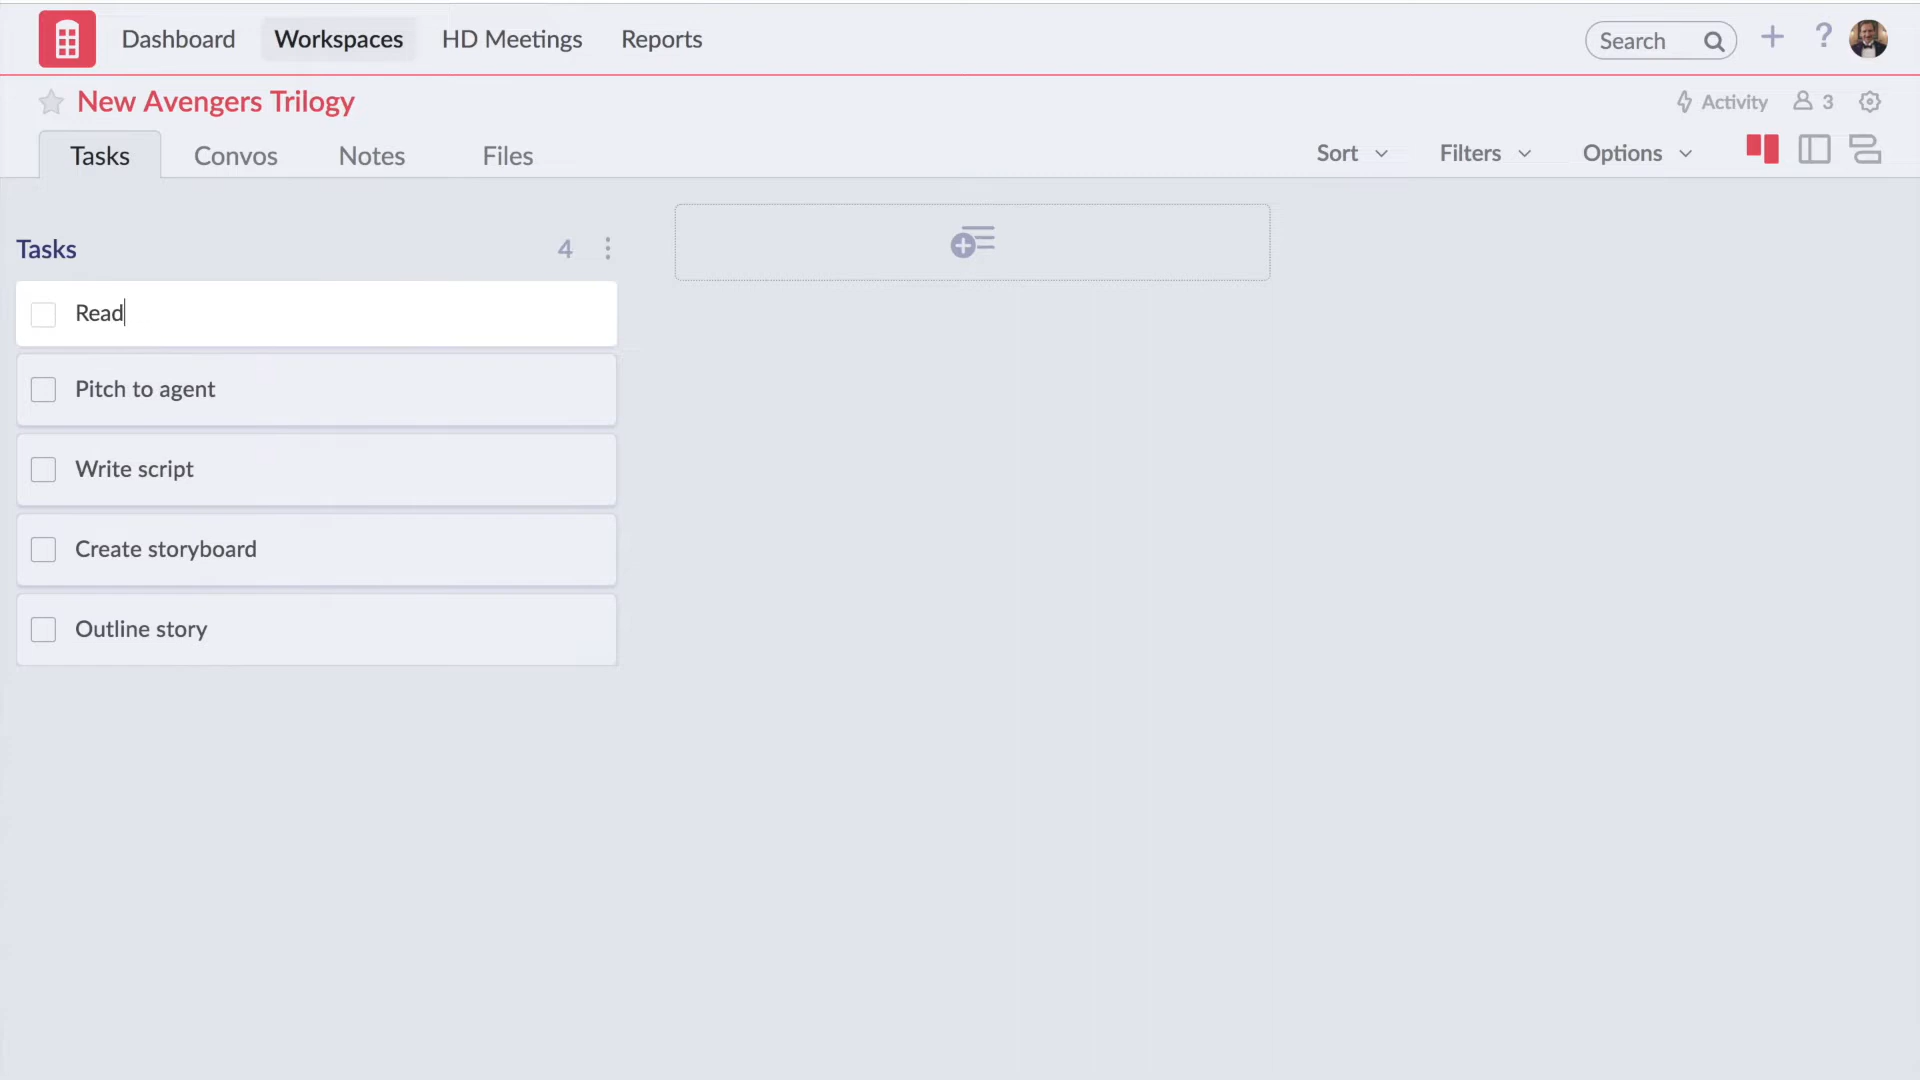 Dashboard Workspaces HD Meetings Reports Search ?
New Avengers Trilogy Activity 3
Tasks Convos Notes Files Sort Filters Options
Tasks 4
Read
Pitch to agent
Write script
Create storyboard
Outline story